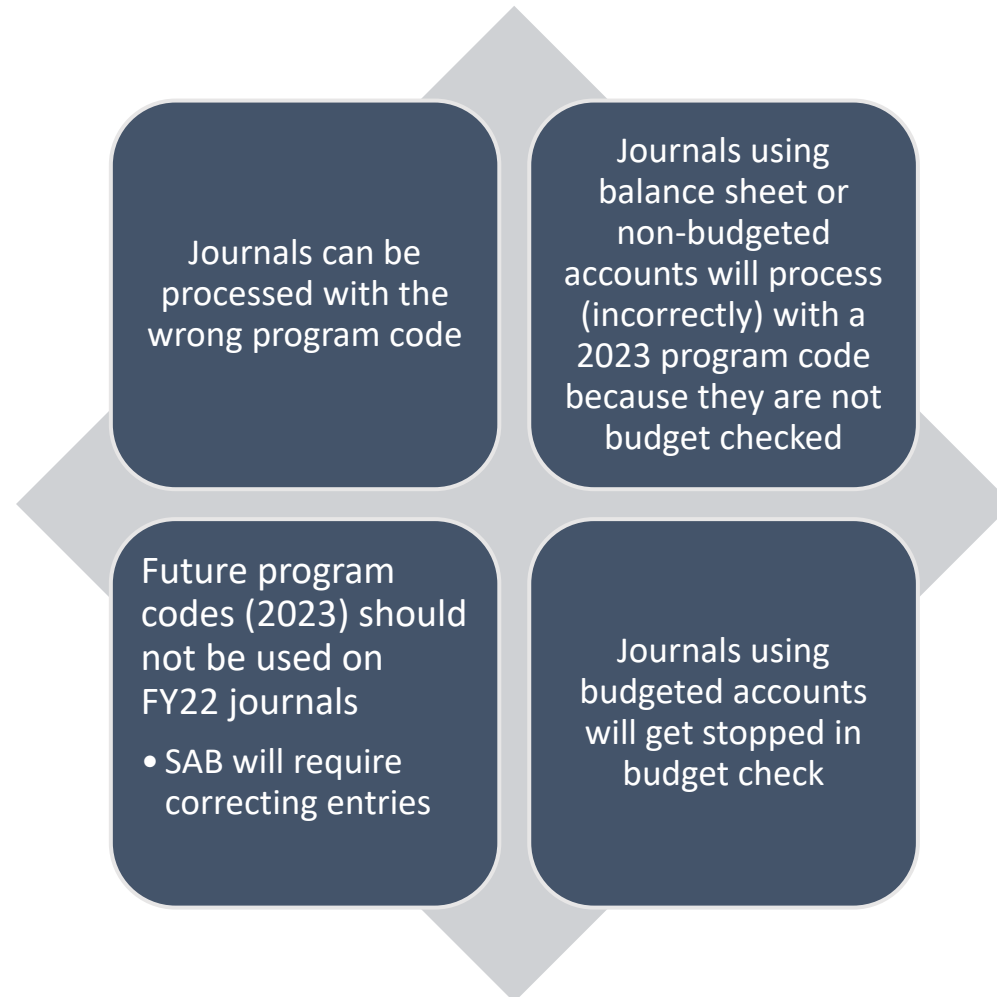 Journals can be
processed with the
wrong program code
Journals using
balance sheet or
non-budgeted
accounts will process
(incorrectly) with a
2023 program code
because they are not
budget checked
Future program
codes (2023) should
not be used on
FY22 journals
• SAB will require
correcting entries
Journals using
budgeted accounts
will get stopped in
budget check